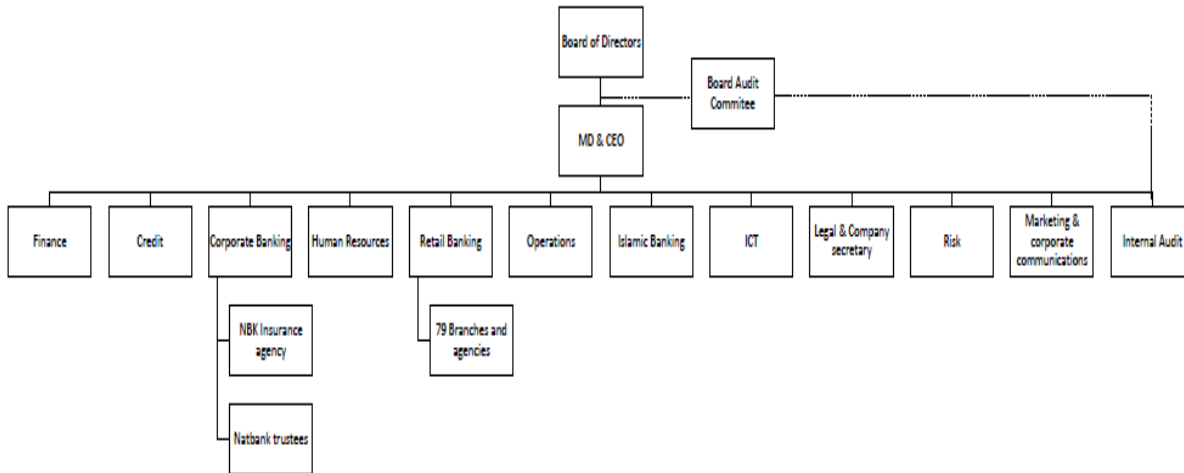 Board of Directors
Board Audit
Commitee
MD & CEO
Finance
Credit
Corporate Banking
Human Resources
Retail Banking
Operations
Islamic Banking
ICT
Legal & Company
secretary
Risk
Marketing &
corporate
communications
Internal Audit
NBK Insurance
agency
79 Branches and
agencies
Natbank trustees